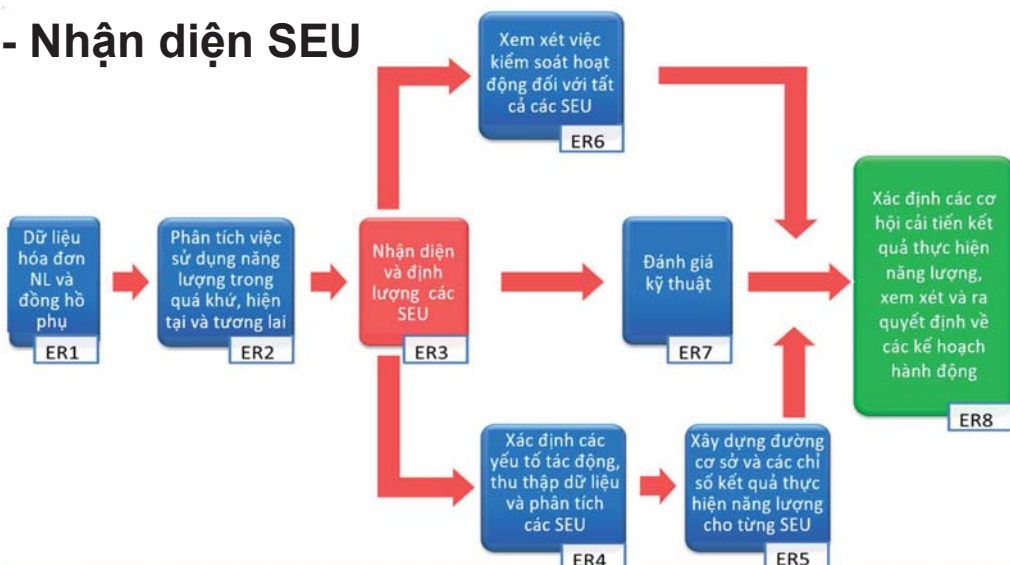 - Nhận diện SEU
Xem xét việc
kiểm soát hoạt
động đối với tất
cả các SEU
ER6
Dữ liệu
hóa đơn
NL và
đồng hồ
phụ
ER1
Phân tích việc
sử dụng năng
lượng trong
quá khứ, hiện
tại và tương lai
ER2
Nhận diện
và định
lượng các
SEU
ER3
Đánh giá
kỹ thuật
ER7
Xác định các cơ
hội cải tiến kết
quả thực hiện
năng lượng,
xem xét và ra
quyết định về
các kế hoạch
hành động
ER8
Xác định các
yếu tố tác động,
thu thập dữ liệu
và phân tích
các SEU
ER4
Xây dựng đường
cơ sở và các chỉ
số kết quả thực
hiện năng lượng
cho từng SEU
ER5